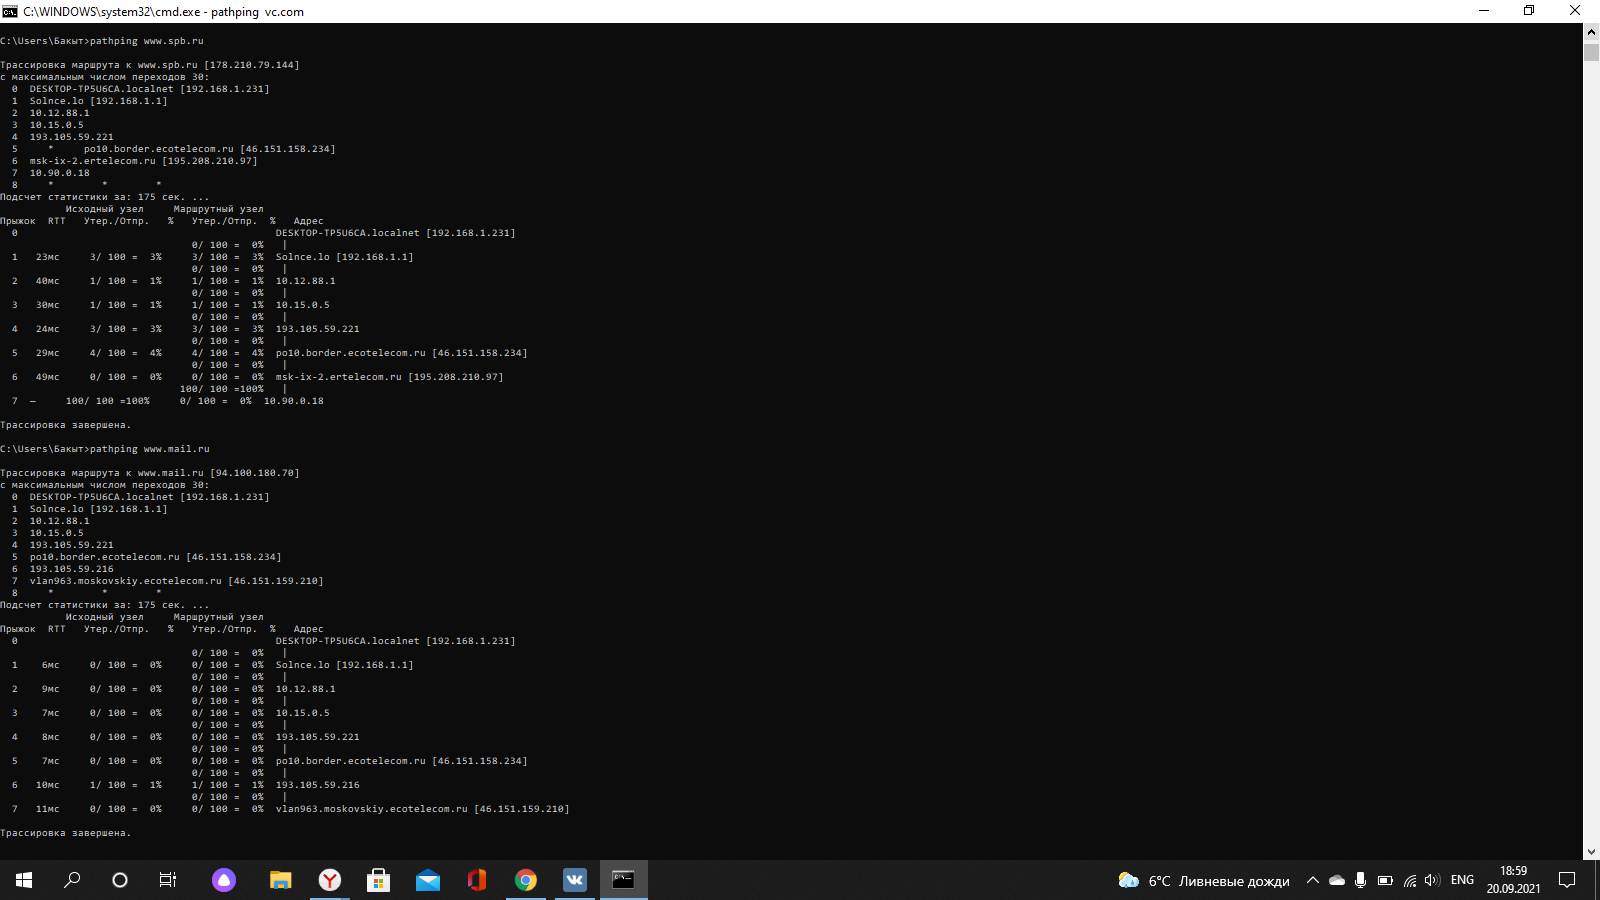 C:\WINDOWS\system32\cmd.exe - pathping vc.com
C:\Users\Бакыт>pathping www.spb.ru
Трассировка маршрута к www.spb.ru [178.210.79.144]
с максимальным числом переходов 30:
0 DESKTOP-TP5U6CA.localnet [192.168.1.231]
1 Solnce.lo [192.168.1.1]
2 10.12.88.1
3 10.15.0.5
4 193.105.59.221
5 * po10.border.ecotelecom.ru [46.151.158.234]
6 msk-ix-2.ertelecom.ru [195.208.210.97]
7 10.90.0.18
8 * * *
Подсчет статистики за: 175 сек. ...
Исходный узел Маршрутный узел
Прыжок RTT Утер./Отпр. % Утер./Отпр. % Адрес
0 DESKTOP-TP5U6CA.localnet [192.168.1.231]
0/ 100 = 0% |
1 23мс 3/ 100 = 3% 3/ 100 = 3% Solnce.lo [192.168.1.1]
0/ 100 = 0% |
2 40мс 1/ 100 = 1% 1/ 100 = 1% 10.12.88.1
0/ 100 = 0% |
3 30мс 1/ 100 = 1% 1/ 100 = 1% 10.15.0.5
0/ 100 = 0% |
4 24мс 3/ 100 = 3% 3/ 100 = 3% 193.105.59.221
0/ 100 = 0% |
5 29мс 4/ 100 = 4% 4/ 100 = 4% po10.border.ecotelecom.ru [46.151.158.234]
0/ 100 = 0% |
6 49мс 0/ 100 = 0% 0/ 100 = 0% msk-ix-2.ertelecom.ru [195.208.210.97]
100/ 100 =100% |
7 — 100/ 100 =100% 0/ 100 = 0% 10.90.0.18
Трассировка завершена.
C:\Users\Бакыт>pathping www.mail.ru
Трассировка маршрута к www.mail.ru [94.100.180.70]
с максимальным числом переходов 30:
0 DESKTOP-TP5U6CA.localnet [192.168.1.231]
1 Solnce.lo [192.168.1.1]
2 10.12.88.1
3 10.15.0.5
4 193.105.59.221
5 po10.border.ecotelecom.ru [46.151.158.234]
6 193.105.59.216
7 vlan963.moskovskiy.ecotelecom.ru [46.151.159.210]
8 * * *
Подсчет статистики за: 175 сек. ...
Исходный узел Маршрутный узел
Прыжок RTT Утер./Отпр. % Утер./Отпр. % Адрес
0 DESKTOP-TP5U6CA.localnet [192.168.1.231]
0/ 100 = 0% |
1 6мс 0/ 100 = 0% 0/ 100 = 0% Solnce.lo [192.168.1.1]
0/ 100 = 0% |
2 9мс 0/ 100 = 0% 0/ 100 = 0% 10.12.88.1
0/ 100 = 0% |
3 7мс 0/ 100 = 0% 0/ 100 = 0% 10.15.0.5
0/ 100 = 0% |
4 8мс 0/ 100 = 0% 0/ 100 = 0% 193.105.59.221
0/ 100 = 0% |
5 7мс 0/ 100 = 0% 0/ 100 = 0% po10.border.ecotelecom.ru [46.151.158.234]
0/ 100 = 0% |
6 10мс 1/ 100 = 1% 1/ 100 = 1% 193.105.59.216
0/ 100 = 0% |
7 11мс 0/ 100 = 0% 0/ 100 = 0% vlan963.moskovskiy.ecotelecom.ru [46.151.159.210]
Трассировка завершена.
6°C Ливневые дожди ENG 18:59
20.09.2021